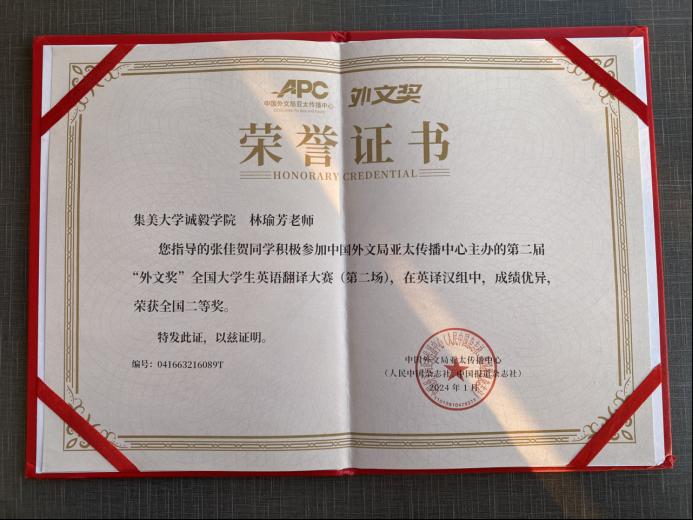 APC 外文奖
中国外文局亚太传播中心
荣誉证书
HONORARY CREDENTIAL
集美大学诚毅学院 林瑜芳老师
您指导的张佳贺同学积极参加中国外文局亚太传播中心主办的第二届
“外文奖”全国大学生英语翻译大赛（第二场），在英译汉组中，成绩优异，
荣获全国二等奖。
特发此证，以兹证明。
编号：041663216089T
中国外文局亚太传播中心
（人民中国杂志社、中国报道杂志社）
2024年1月